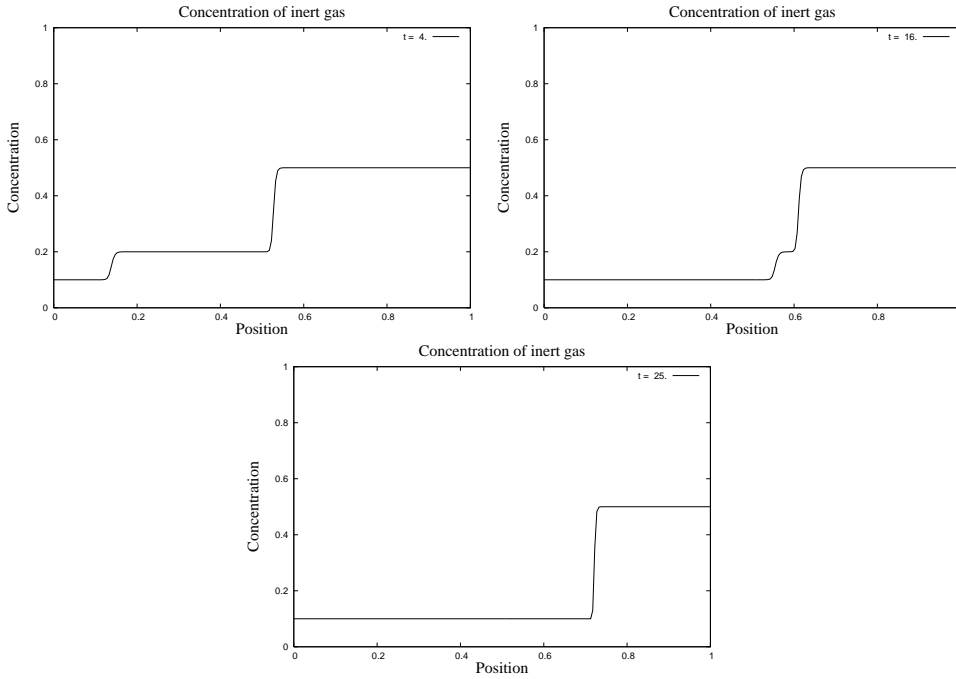 Concentration of inert gas
t = 4.
Concentration
1
0.8
0.6
0.4
0.2
0
0 0.2 0.4 0.6 0.8 1
Position
Concentration of inert gas
t = 16.
Concentration
1
0.8
0.6
0.4
0.2
0
0 0.2 0.4 0.6 0.8
Position
Concentration of inert gas
t = 25.
Concentration
1
0.8
0.6
0.4
0.2
0
0 0.2 0.4 0.6 0.8 1
Position